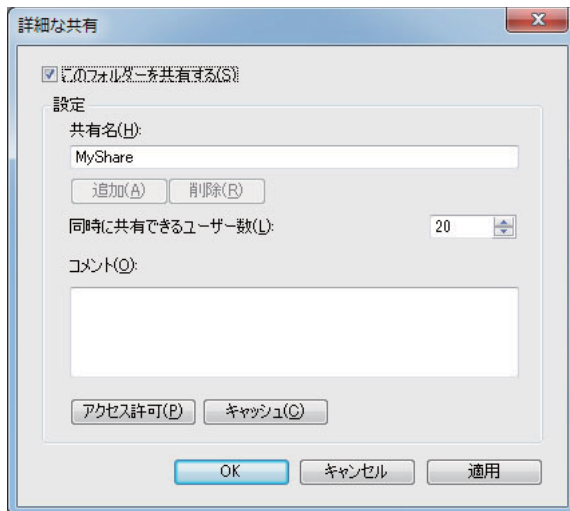 詳細な共有
このフォルダーを共有する(S)
設定
共有名(H):
MyShare
追加(A) 削除(R)
同時に共有できるユーザー数(L): 20
コメント(O):
アクセス許可(P) キャッシュ(C)
OK キャンセル 適用